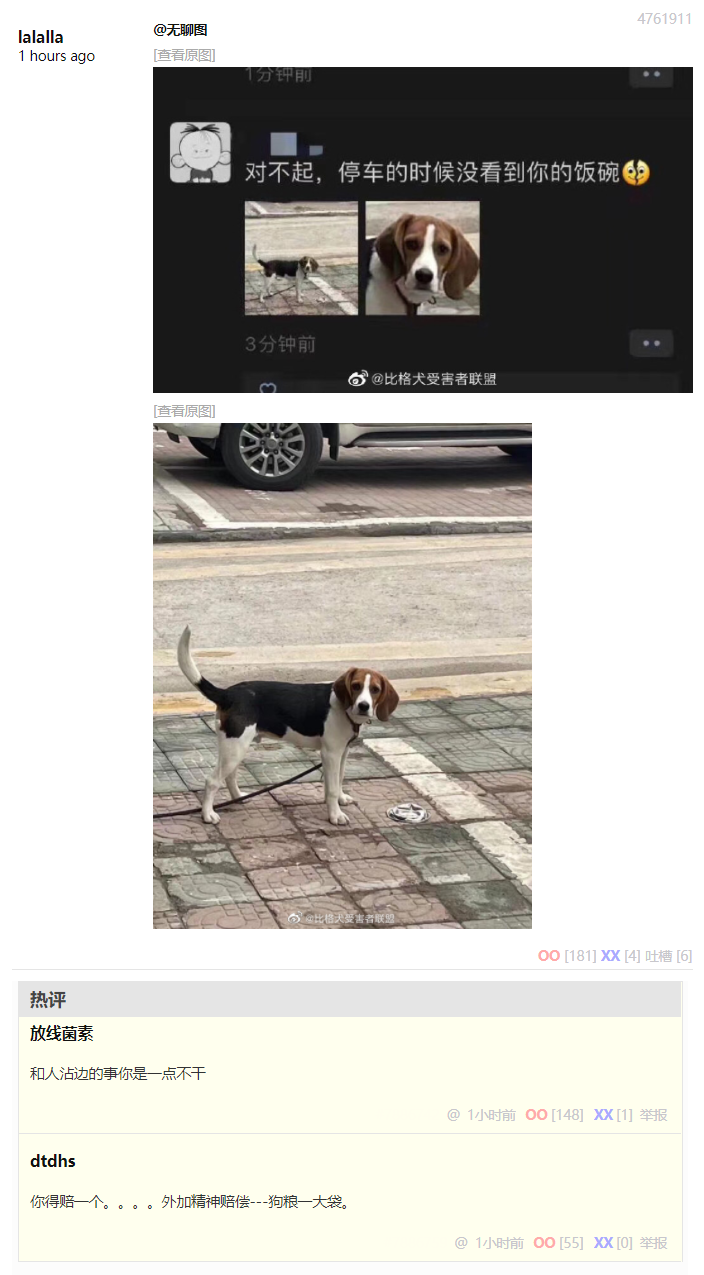 4761911
lalalla
1 hours ago
@无聊图
[查看原图]
1分钟前
对不起，停车的时候没看到你的饭碗
3分钟前
@比格犬受害者联盟
[查看原图]
@比格犬受害者联盟
OO [181] XX [4] 吐槽 [6]
热评
放线菌素
和人沾边的事你是一点不干
@ 1小时前 OO [148] XX [1] 举报
dtdhs
你得赔一个。。。。外加精神赔偿---狗粮一大袋。
@ 1小时前 OO [55] XX [0] 举报